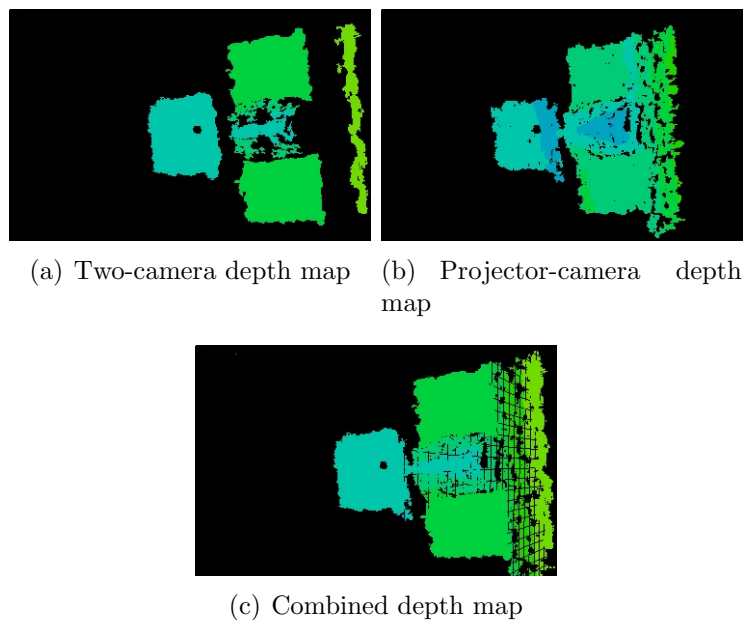 (a) Two-camera depth map
(b) Projector-camera depth
map
(c) Combined depth map